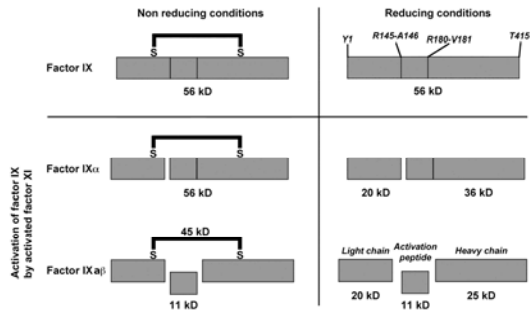 Non reducing conditions
Reducing conditions
S S
Y1 R145-A146 R180-V181 T415
Factor IX
56 kD 56 kD
Activation of factor IX
by activated factor XI
S S
Factor IXα
56 kD 20 kD 36 kD
45 kD
S S
Light chain Activation peptide Heavy chain
Factor IXaβ
11 kD 20 kD 11 kD 25 kD